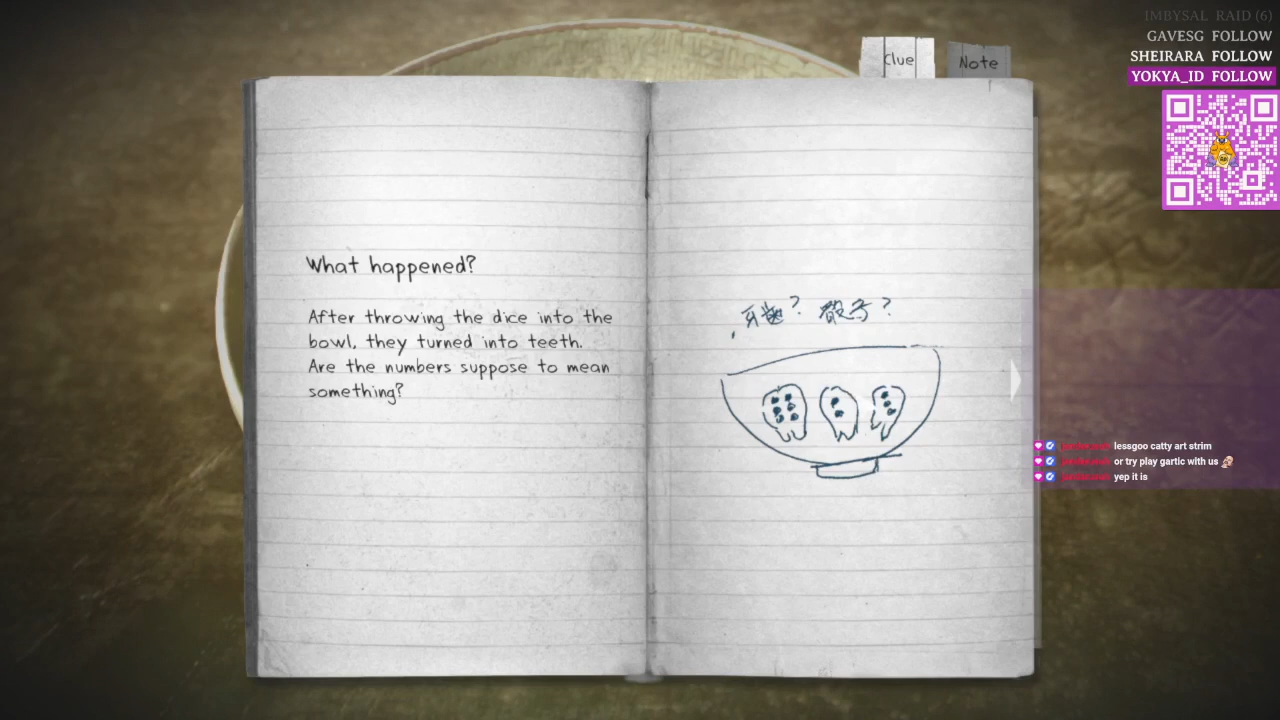 IMBYSAL RAID (6)
GAVESG FOLLOW
SHEIRARA FOLLOW
YOKYA_ID FOLLOW
Clue
Note
What happened?
After throwing the dice into the
bowl, they turned into teeth.
Are the numbers suppose to mean
something?
牙齒? 骰子?
lessgoo catty art strim
or try play gartic with us
yep it is